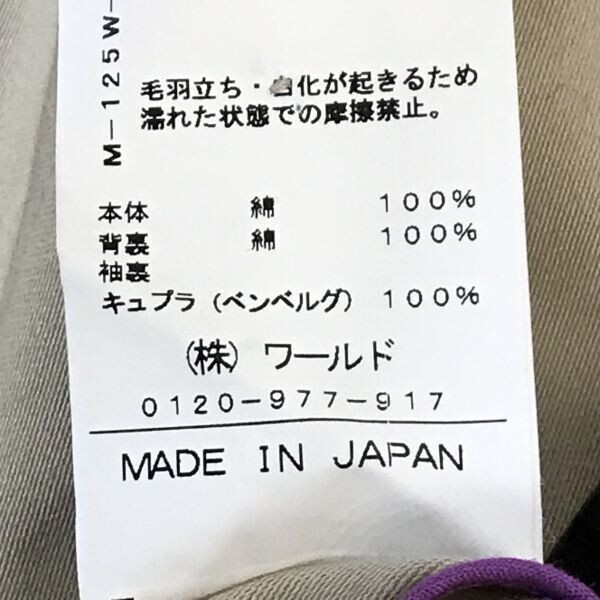 M-125W-
毛羽立ち・白化が起きるため
濡れた状態での摩擦禁止。
本体 綿 100%
背裏 綿 100%
袖裏
キュプラ(ベンベルグ) 100%
(株)ワールド
0120-977-917
MADE IN JAPAN